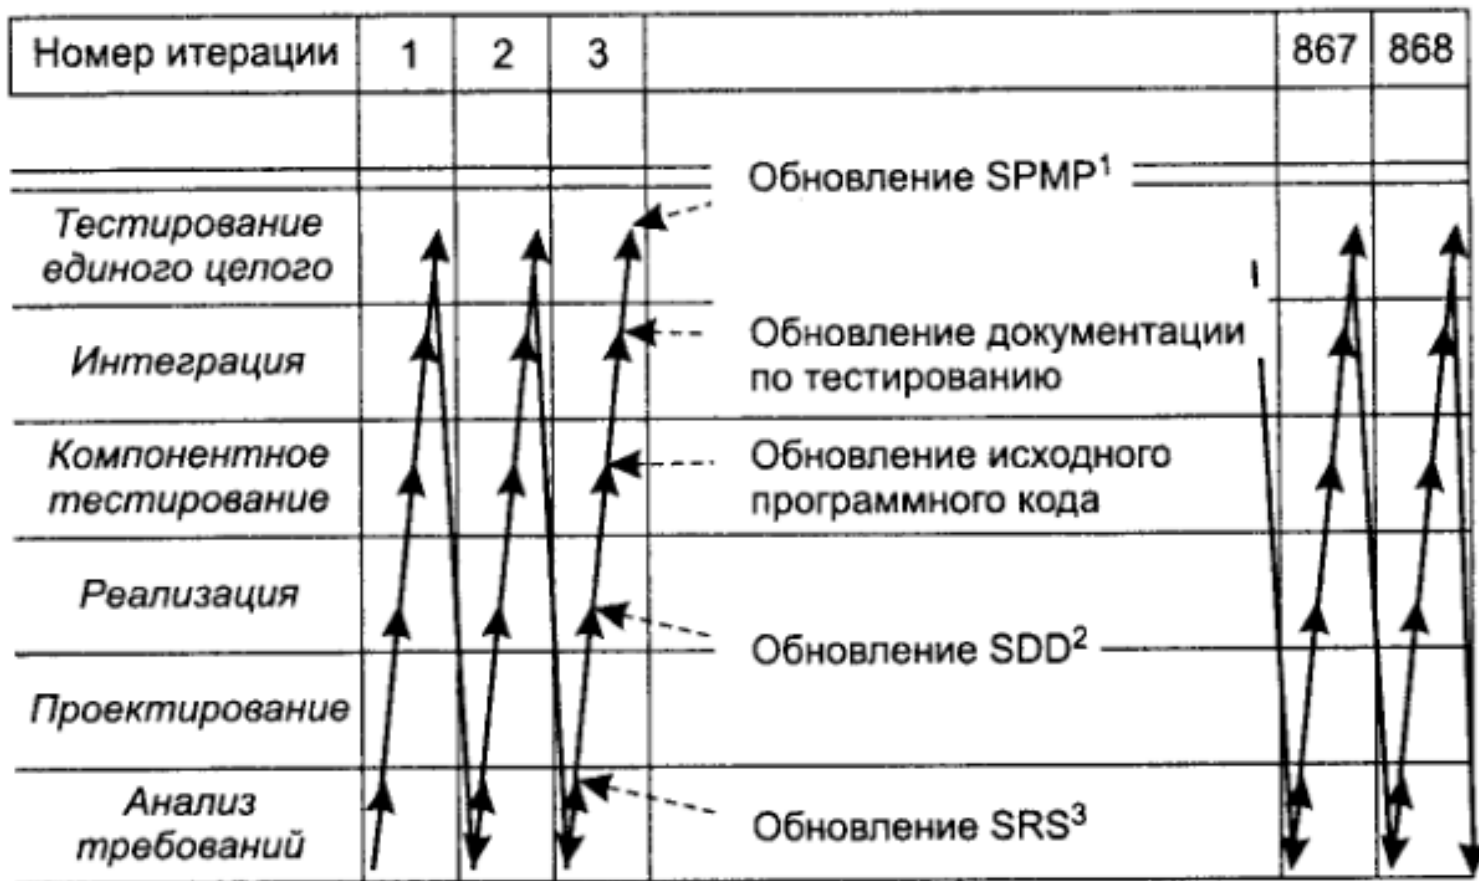 Номер итерации 1 2 3 867 868
Обновление SPMP¹
Тестирование
единого целого
Обновление документации
по тестированию
Интеграция
Компонентное
тестирование
Обновление исходного
программного кода
Реализация
Обновление SDD²
Проектирование
Анализ
требований
Обновление SRS³